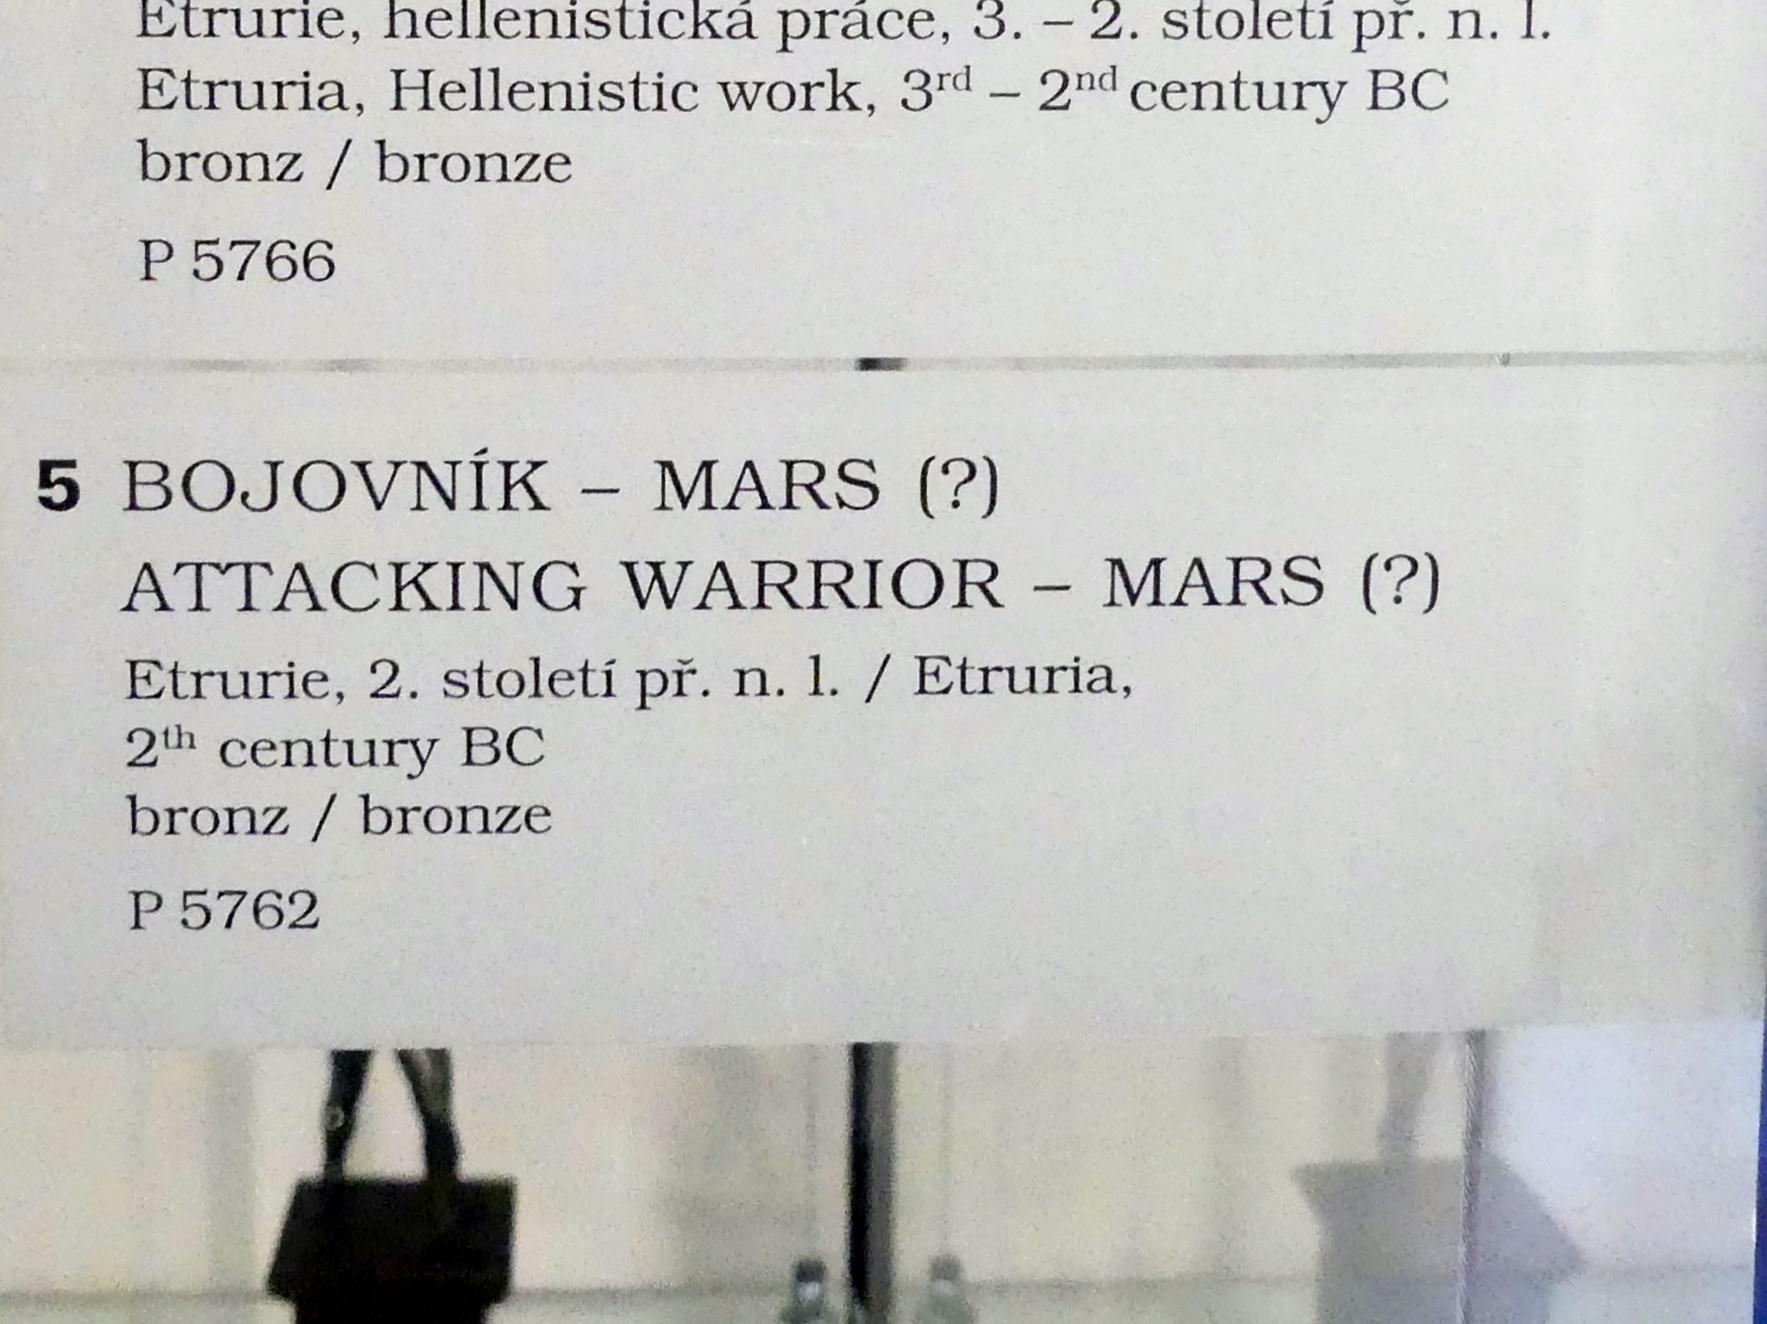 Etrurie, hellenistická práce, 3. – 2. století př. n. l.
Etruria, Hellenistic work, 3rd – 2nd century BC
bronz / bronze
P 5766
5 BOJOVNÍK – MARS (?)
ATTACKING WARRIOR – MARS (?)
Etrurie, 2. století př. n. l. / Etruria,
2th century BC
bronz / bronze
P 5762